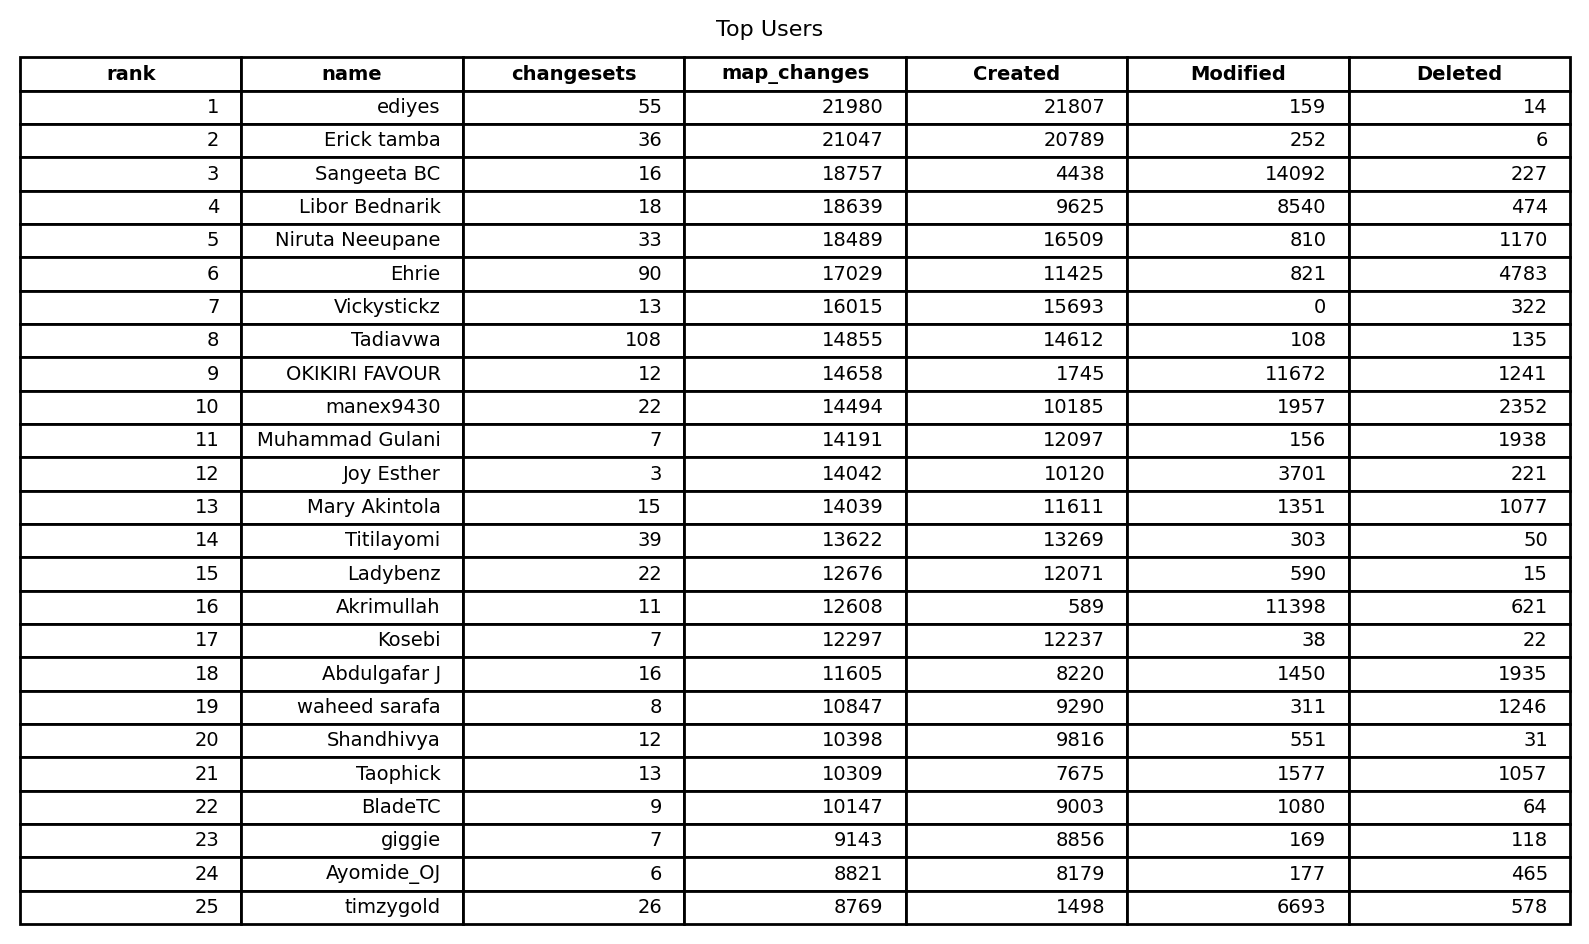 Top Users
rank name changesets map_changes Created Modified Deleted
1 ediyes 55 21980 21807 159 14
2 Erick tamba 36 21047 20789 252 6
3 Sangeeta BC 16 18757 4438 14092 227
4 Libor Bednarik 18 18639 9625 8540 474
5 Niruta Neeupane 33 18489 16509 810 1170
6 Ehrie 90 17029 11425 821 4783
7 Vickystickz 13 16015 15693 0 322
8 Tadiavwa 108 14855 14612 108 135
9 OKIKIRI FAVOUR 12 14658 1745 11672 1241
10 manex9430 22 14494 10185 1957 2352
11 Muhammad Gulani 7 14191 12097 156 1938
12 Joy Esther 3 14042 10120 3701 221
13 Mary Akintola 15 14039 11611 1351 1077
14 Titilayomi 39 13622 13269 303 50
15 Ladybenz 22 12676 12071 590 15
16 Akrimullah 11 12608 589 11398 621
17 Kosebi 7 12297 12237 38 22
18 Abdulgafar J 16 11605 8220 1450 1935
19 waheed sarafa 8 10847 9290 311 1246
20 Shandhivya 12 10398 9816 551 31
21 Taophick 13 10309 7675 1577 1057
22 BladeTC 9 10147 9003 1080 64
23 giggie 7 9143 8856 169 118
24 Ayomide_OJ 6 8821 8179 177 465
25 timzygold 26 8769 1498 6693 578